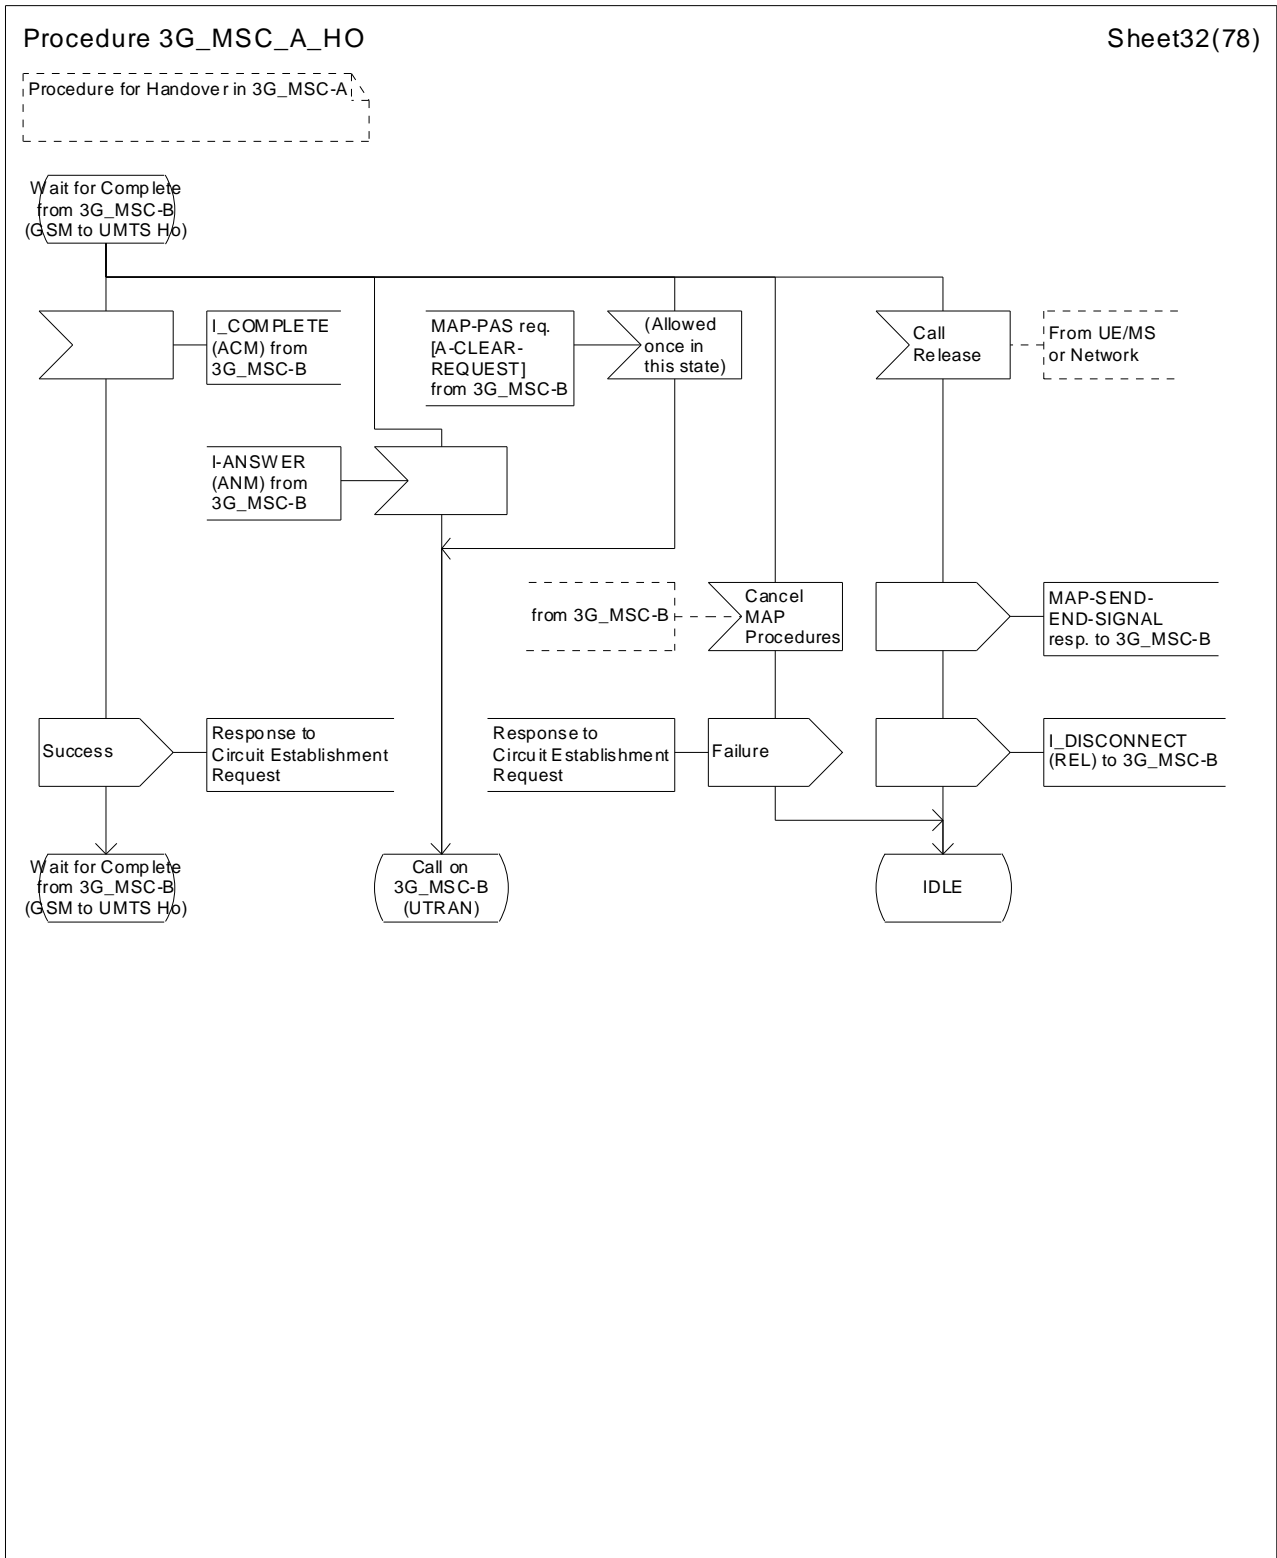 Procedure 3G_MSC_A_HO
Sheet32(78)
Procedure for Handover in 3G_MSC-A
Wait for Complete
from 3G_MSC-B
(GSM to UMTS Ho)
I_COMPLETE
(ACM) from
3G_MSC-B
MAP-PAS req.
[A-CLEAR-
REQUEST]
from 3G_MSC-B
(Allowed
once in
this state)
Call
Release
From UE/MS
or Network
I-ANSWER
(ANM) from
3G_MSC-B
from 3G_MSC-B
Cancel
MAP
Procedures
MAP-SEND-
END-SIGNAL
resp. to 3G_MSC-B
Success
Response to
Circuit Establishment
Request
Response to
Circuit Establishment
Request
Failure
I_DISCONNECT
(REL) to 3G_MSC-B
Wait for Complete
from 3G_MSC-B
(GSM to UMTS Ho)
Call on
3G_MSC-B
(UTRAN)
IDLE